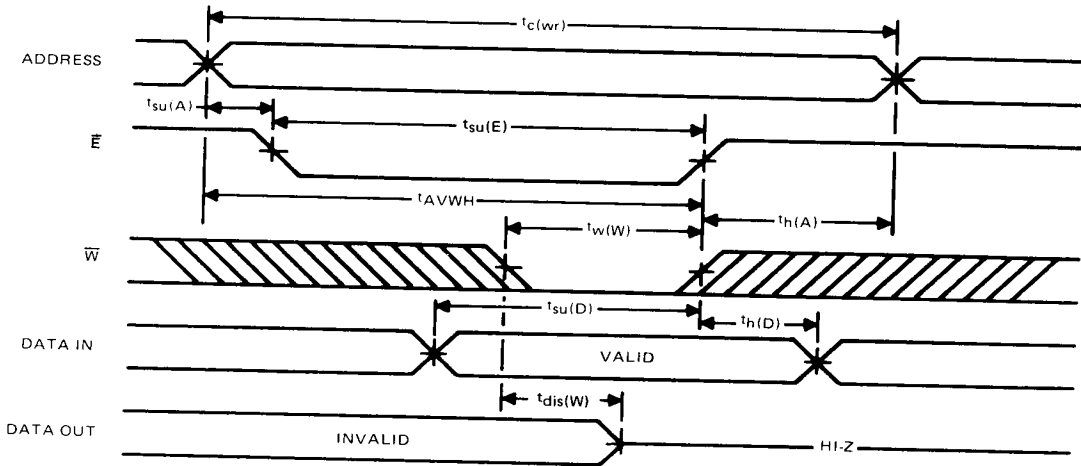 tc(wr)
ADDRESS
tsu(A)
tsu(E)
E̅
tAVWH
th(A)
tw(W)
W̅
tsu(D)
th(D)
DATA IN
VALID
tdis(W)
DATA OUT
INVALID
HI-Z